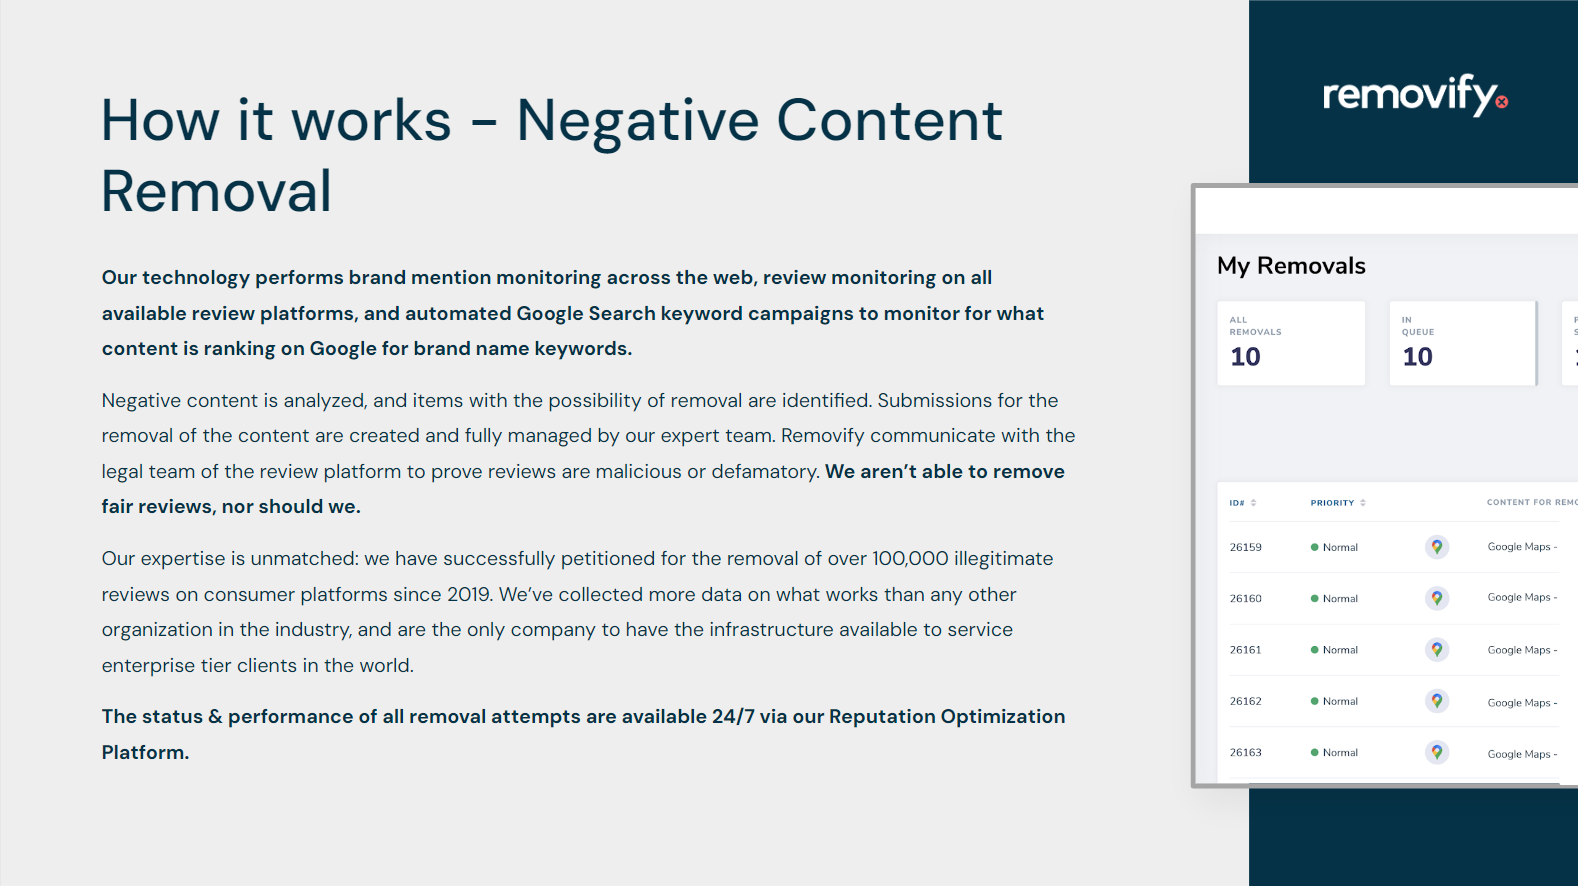 How it works - Negative Content
Removal
Our technology performs brand mention monitoring across the web, review monitoring on all
available review platforms, and automated Google Search keyword campaigns to monitor for what
content is ranking on Google for brand name keywords.
Negative content is analyzed, and items with the possibility of removal are identified. Submissions for the
removal of the content are created and fully managed by our expert team. Removify communicate with the
legal team of the review platform to prove reviews are malicious or defamatory. We aren’t able to remove
fair reviews, nor should we.
Our expertise is unmatched: we have successfully petitioned for the removal of over 100,000 illegitimate
reviews on consumer platforms since 2019. We’ve collected more data on what works than any other
organization in the industry, and are the only company to have the infrastructure available to service
enterprise tier clients in the world.
The status & performance of all removal attempts are available 24/7 via our Reputation Optimization
Platform.
removify
My Removals
ALL
REMOVALS
10
IN
QUEUE
10
ID# PRIORITY CONTENT FOR REMO
26159 Normal Google Maps -
26160 Normal Google Maps -
26161 Normal Google Maps -
26162 Normal Google Maps -
26163 Normal Google Maps -